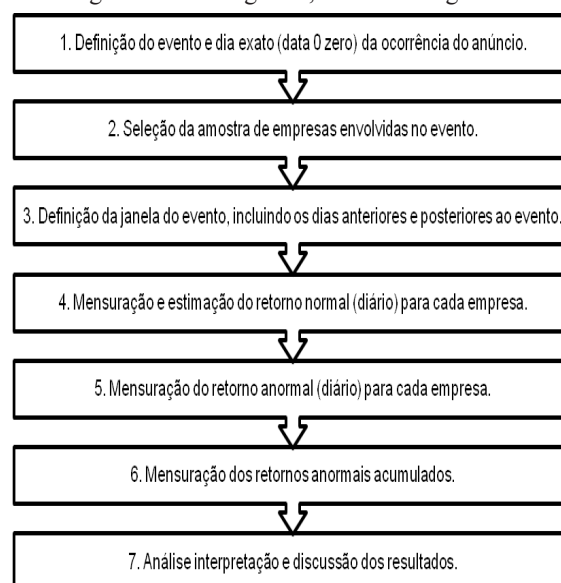 1. Definição do evento e dia exato (data 0 zero) da ocorrência do anúncio.
2. Seleção da amostra de empresas envolvidas no evento.
3. Definição da janela do evento, incluindo os dias anteriores e posteriores ao evento.
4. Mensuração e estimação do retorno normal (diário) para cada empresa.
5. Mensuração do retorno anormal (diário) para cada empresa.
6. Mensuração dos retornos anormais acumulados.
7. Análise interpretação e discussão dos resultados.